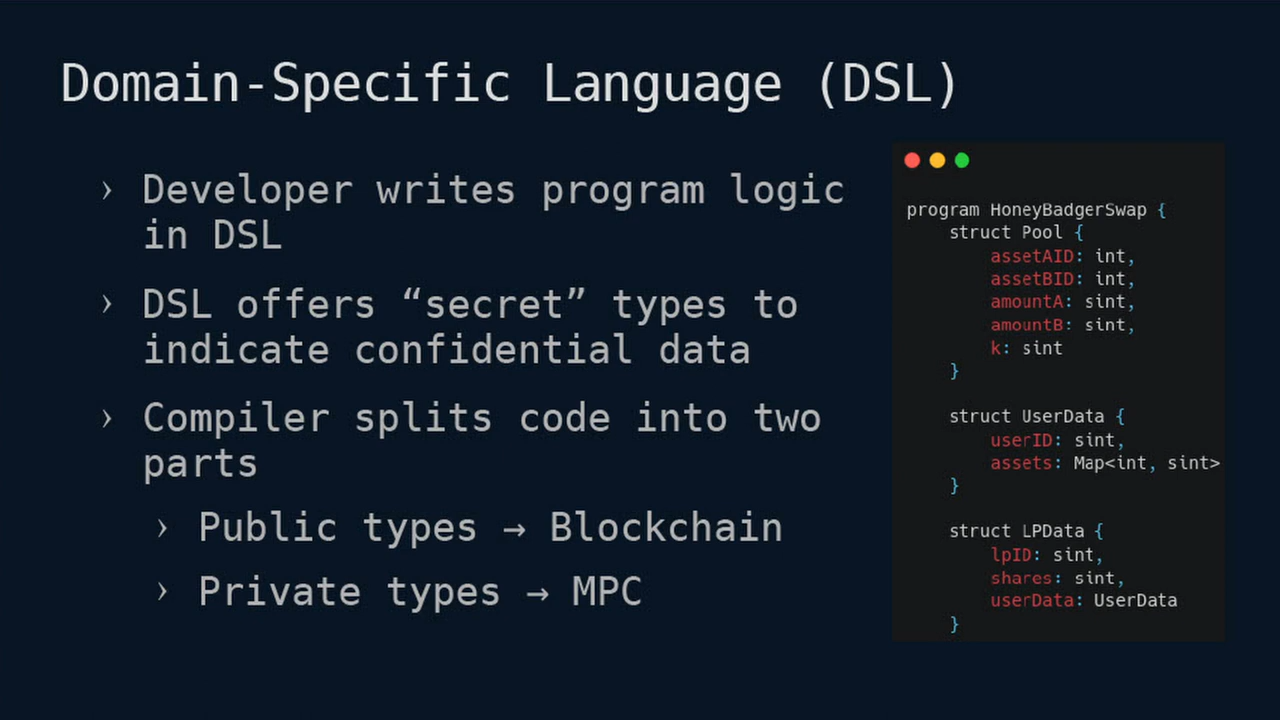 Domain-Specific Language (DSL)
› Developer writes program logic
in DSL
› DSL offers “secret” types to
indicate confidential data
› Compiler splits code into two
parts
› Public types → Blockchain
› Private types → MPC
program HoneyBadgerSwap {
struct Pool {
assetAID: int,
assetBID: int,
amountA: sint,
amountB: sint,
k: sint
}
struct UserData {
userID: sint,
assets: Map<int, sint>
}
struct LPData {
lpID: sint,
shares: sint,
userData: UserData
}